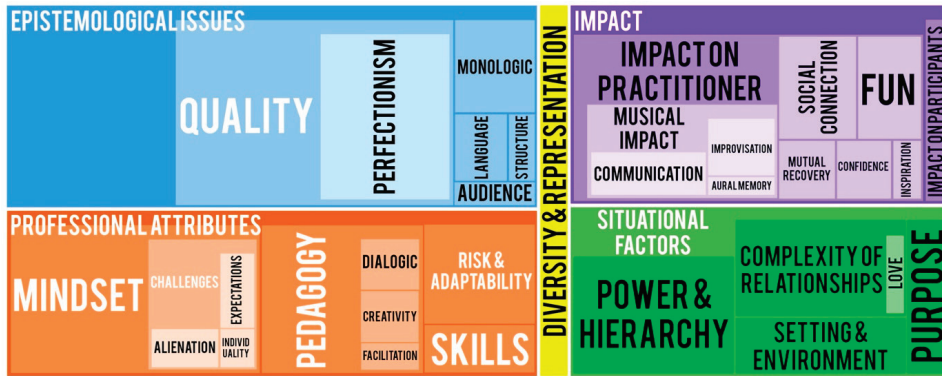 EPISTEMOLOGICAL ISSUES
QUALITY
PERFECTIONISM
MONOLOGIC
LANGUAGE
STRUCTURE
AUDIENCE
PROFESSIONAL ATTRIBUTES
MINDSET
CHALLENGES
EXPECTATIONS
ALIENATION
INDIVID
UALITY
PEDAGOGY
DIALOGIC
CREATIVITY
FACILITATION
RISK &
ADAPTABILITY
SKILLS
DIVERSITY & REPRESENTATION
IMPACT
IMPACT ON
PRACTITIONER
MUSICAL
IMPACT
COMMUNICATION
IMPROVISATION
AURAL MEMORY
SOCIAL
CONNECTION
FUN
MUTUAL
RECOVERY
CONFIDENCE
INSPIRATION
IMPACT ON PARTICIPANTS
SITUATIONAL
FACTORS
POWER &
HIERARCHY
COMPLEXITY OF
RELATIONSHIPS
LOVE
SETTING &
ENVIRONMENT
PURPOSE